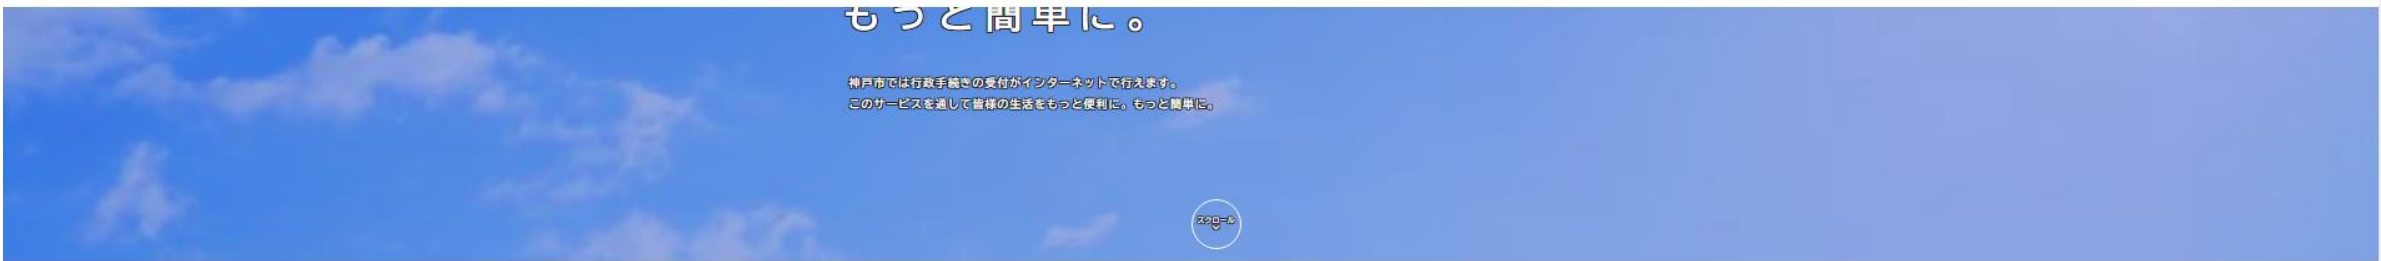 もっと簡単に。
神戸市では行政手続きの受付がインターネットで行えます。
このサービスを通して皆様の生活をもっと便利に。もっと簡単に。
スクロール